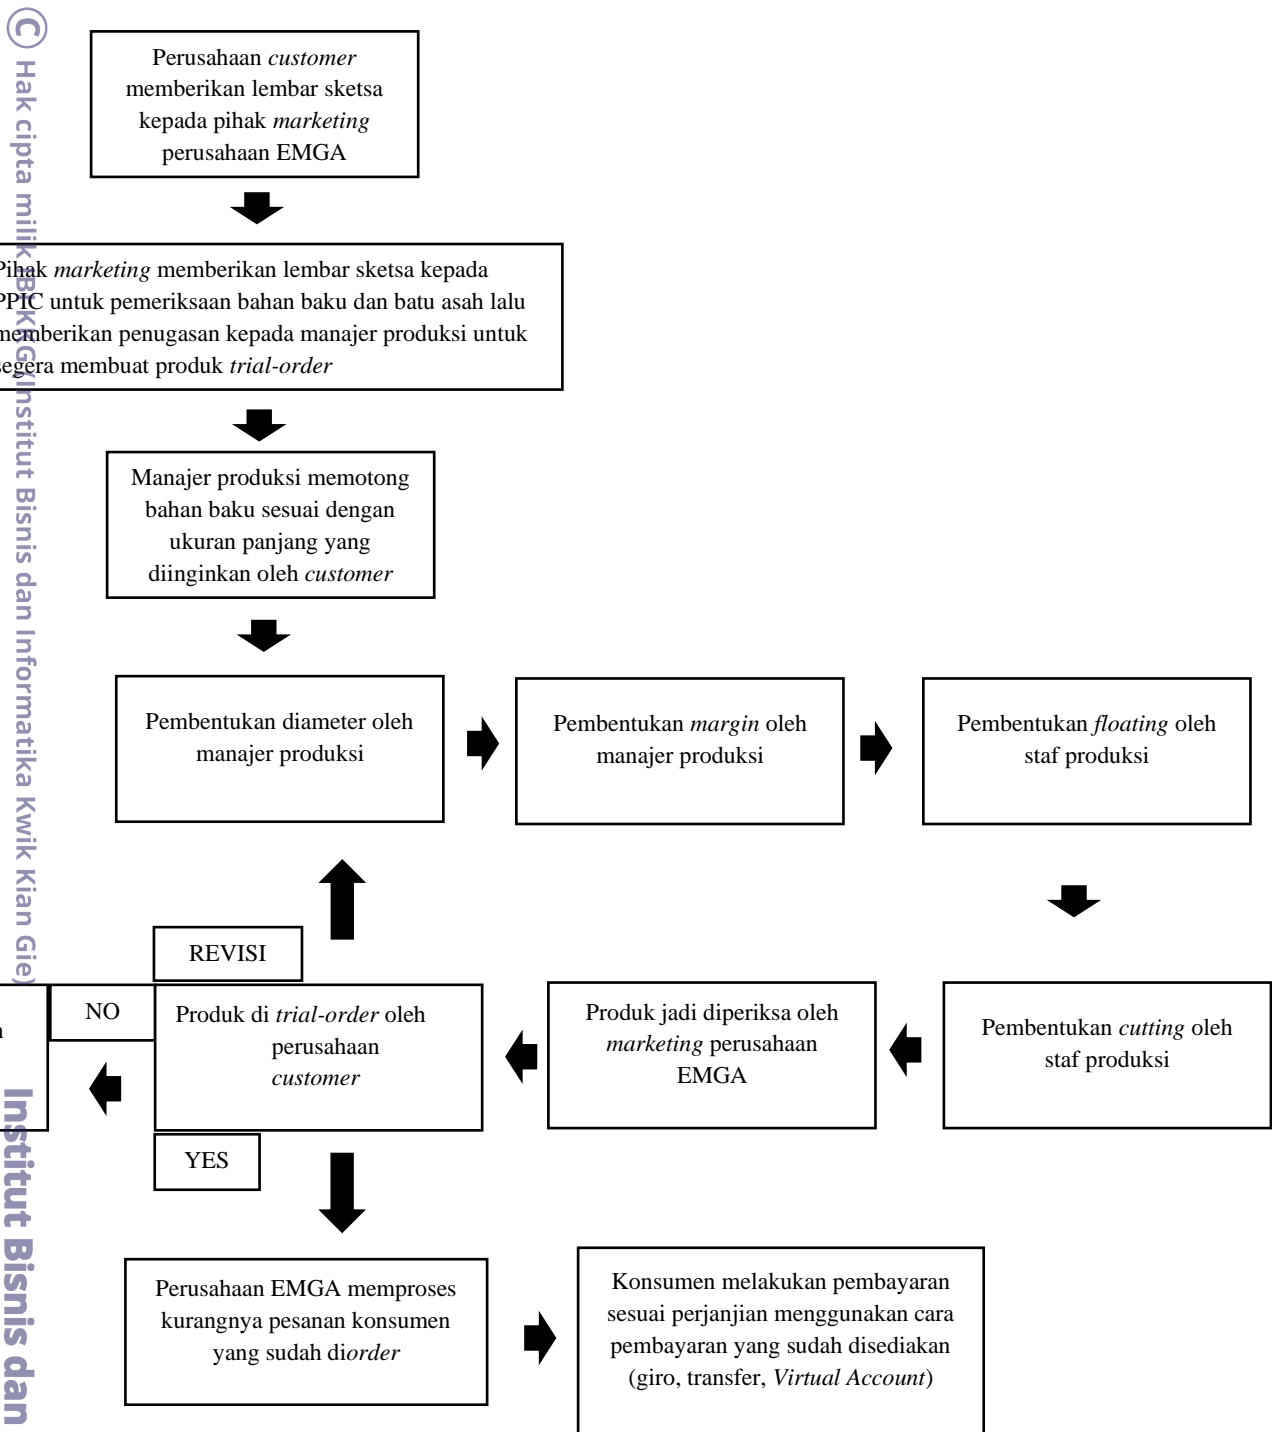 Perusahaan customer
memberikan lembar sketsa
kepada pihak marketing
perusahaan EMGA
Pihak marketing memberikan lembar sketsa kepada
PPIC untuk pemeriksaan bahan baku dan batu asah lalu
memberikan penugasan kepada manajer produksi untuk
segera membuat produk trial-order
Manajer produksi memotong
bahan baku sesuai dengan
ukuran panjang yang
diinginkan oleh customer
Pembentukan diameter oleh
manajer produksi
Pembentukan margin oleh
manajer produksi
Pembentukan floating oleh
staf produksi
Pembentukan cutting oleh
staf produksi
Produk jadi diperiksa oleh
marketing perusahaan
EMGA
REVISI
Produk di trial-order oleh
perusahaan
customer
NO
YES
Perusahaan EMGA memproses
kurangnya pesanan konsumen
yang sudah diorder
Konsumen melakukan pembayaran
sesuai perjanjian menggunakan cara
pembayaran yang sudah disediakan
(giro, transfer, Virtual Account)
© Hak cipta milik IBI KKG (Institut Bisnis dan Informatika Kwik Kian Gie)
Institut Bisnis dan